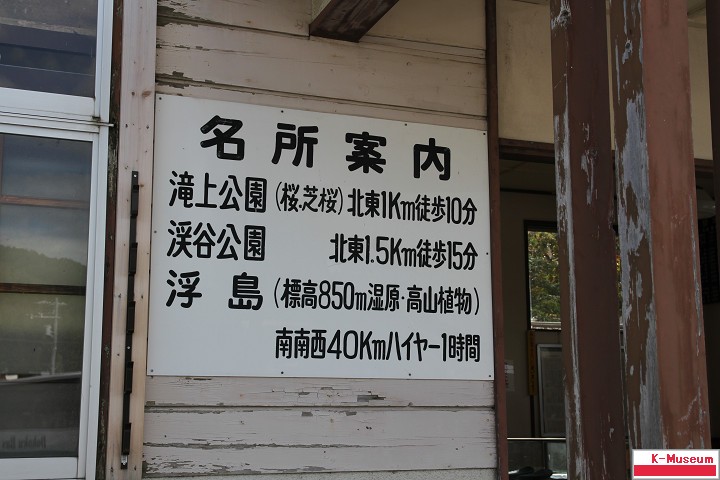 名所案内
滝上公園(桜.芝桜)北東1Km徒歩10分
渓谷公園 北東1.5Km徒歩15分
浮島(標高850m湿原・高山植物)
南南西40Kmハイヤー1時間
K-Museum